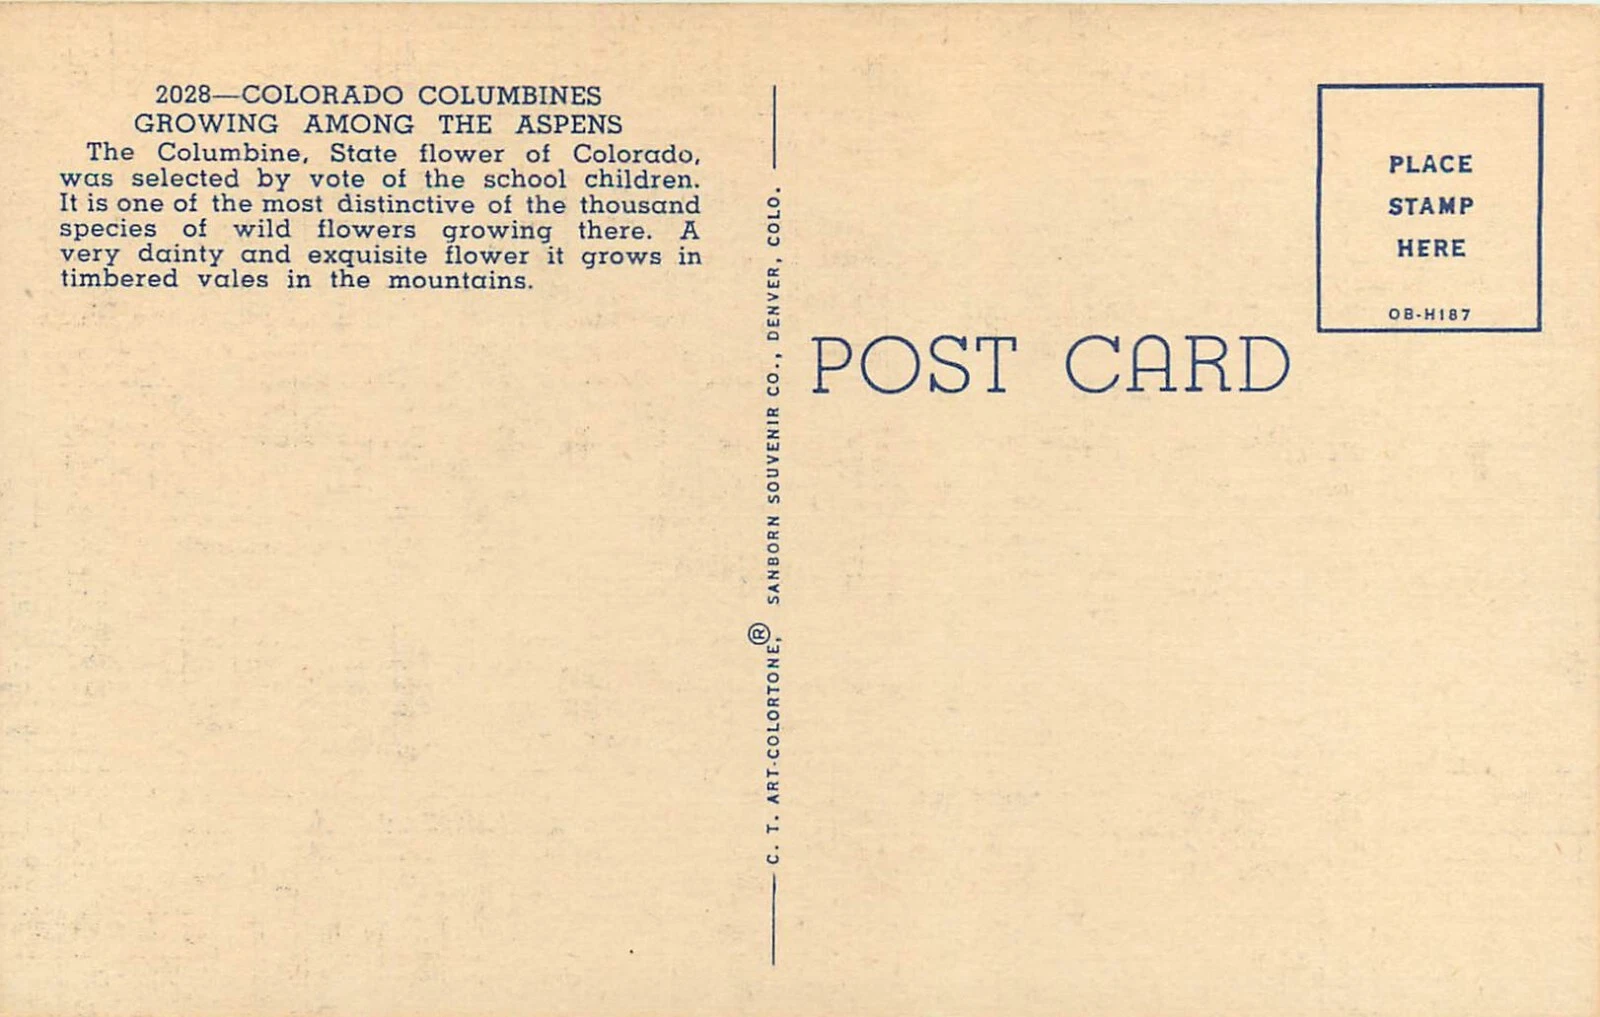 2028—COLORADO COLUMBINES
GROWING AMONG THE ASPENS
The Columbine, State flower of Colorado,
was selected by vote of the school children.
It is one of the most distinctive of the thousand
species of wild flowers growing there. A
very dainty and exquisite flower it grows in
timbered vales in the mountains.
C. T. ART-COLORTONE, ® SANBORN SOUVENIR CO., DENVER, COLO.
POST CARD
PLACE
STAMP
HERE
OB-H187